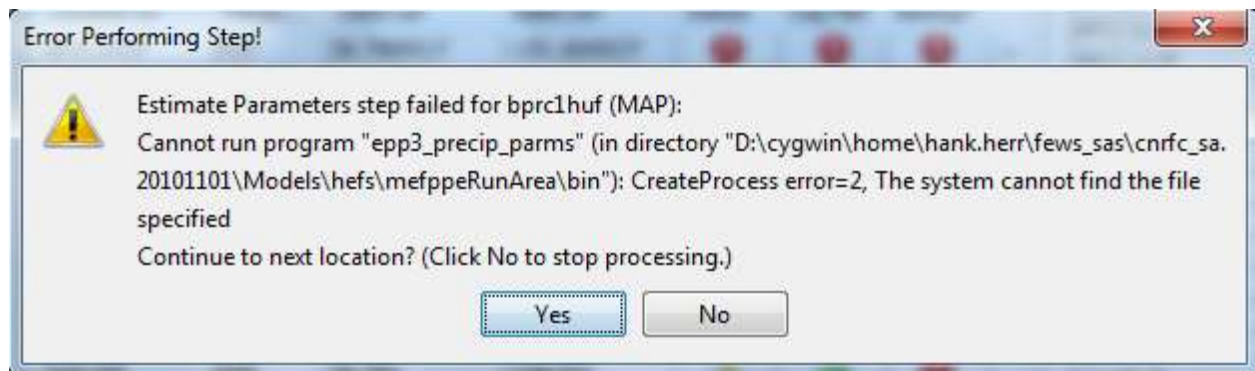 Error Performing Step!
Estimate Parameters step failed for bprc1huf (MAP):
Cannot run program "epp3_precip_parms" (in directory "D:\cygwin\home\hank.herr\fews_sas\cnrfc_sa.
20101101\Models\hefs\mefppeRunArea\bin"): CreateProcess error=2, The system cannot find the file
specified
Continue to next location? (Click No to stop processing.)
Yes No